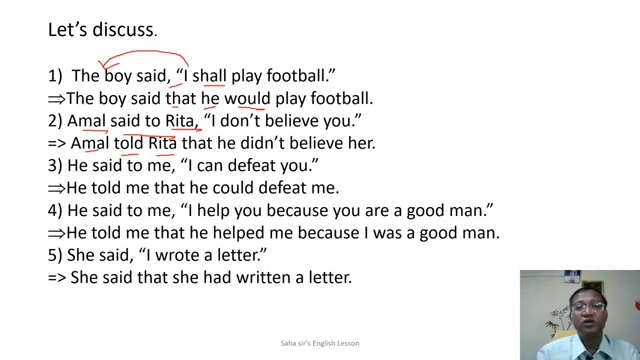 Let's discuss.
1) The boy said, "I shall play football."
⇒The boy said that he would play football.
2) Amal said to Rita, "I don't believe you."
=> Amal told Rita that he didn't believe her.
3) He said to me, "I can defeat you."
⇒He told me that he could defeat me.
4) He said to me, "I help you because you are a good man."
⇒He told me that he helped me because I was a good man.
5) She said, "I wrote a letter."
=> She said that she had written a letter.
Saha sir's English Lesson